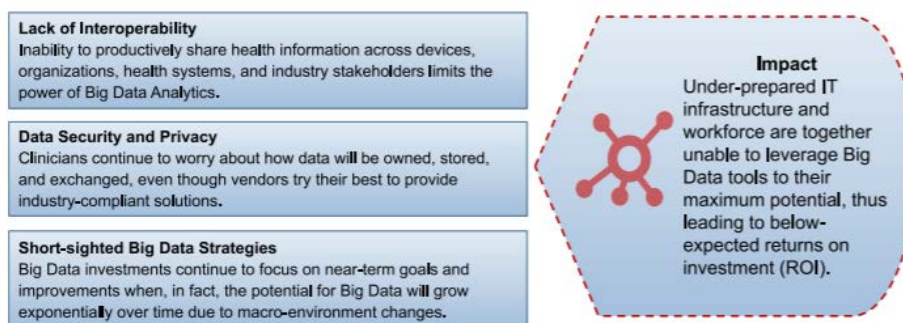 Lack of Interoperability
Inability to productively share health information across devices,
organizations, health systems, and industry stakeholders limits the
power of Big Data Analytics.
Data Security and Privacy
Clinicians continue to worry about how data will be owned, stored,
and exchanged, even though vendors try their best to provide
industry-compliant solutions.
Short-sighted Big Data Strategies
Big Data investments continue to focus on near-term goals and
improvements when, in fact, the potential for Big Data will grow
exponentially over time due to macro-environment changes.
Impact
Under-prepared IT
infrastructure and
workforce are together
unable to leverage Big
Data tools to their
maximum potential, thus
leading to below-
expected returns on
investment (ROI).